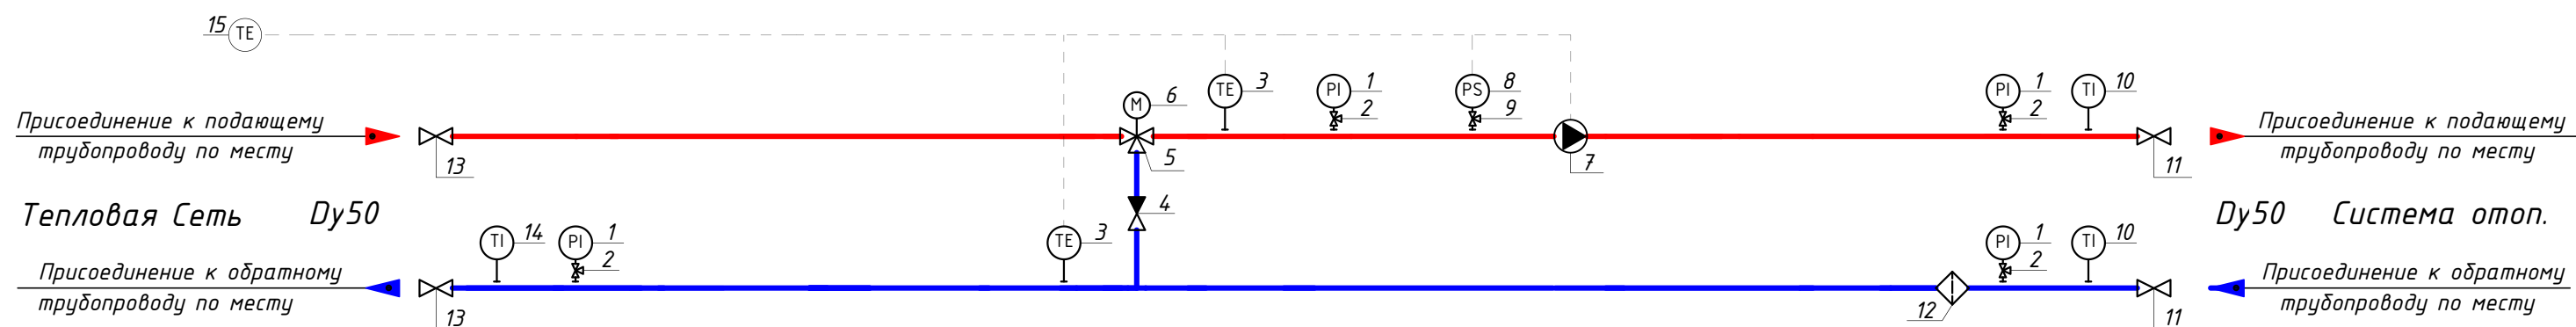 15 TE
6
M
TE 3
PI 1
2
PS 8
9
PI 1
2
TI 10
Присоединение к подающему
трубопроводу по месту
13
5
7
11
Присоединение к подающему
трубопроводу по месту
Тепловая Сеть Dy50
4
Dy50 Система отоп.
TI 14
PI 1
2
TE 3
PI 1
2
TI 10
Присоединение к обратному
трубопроводу по месту
13
12
11
Присоединение к обратному
трубопроводу по месту